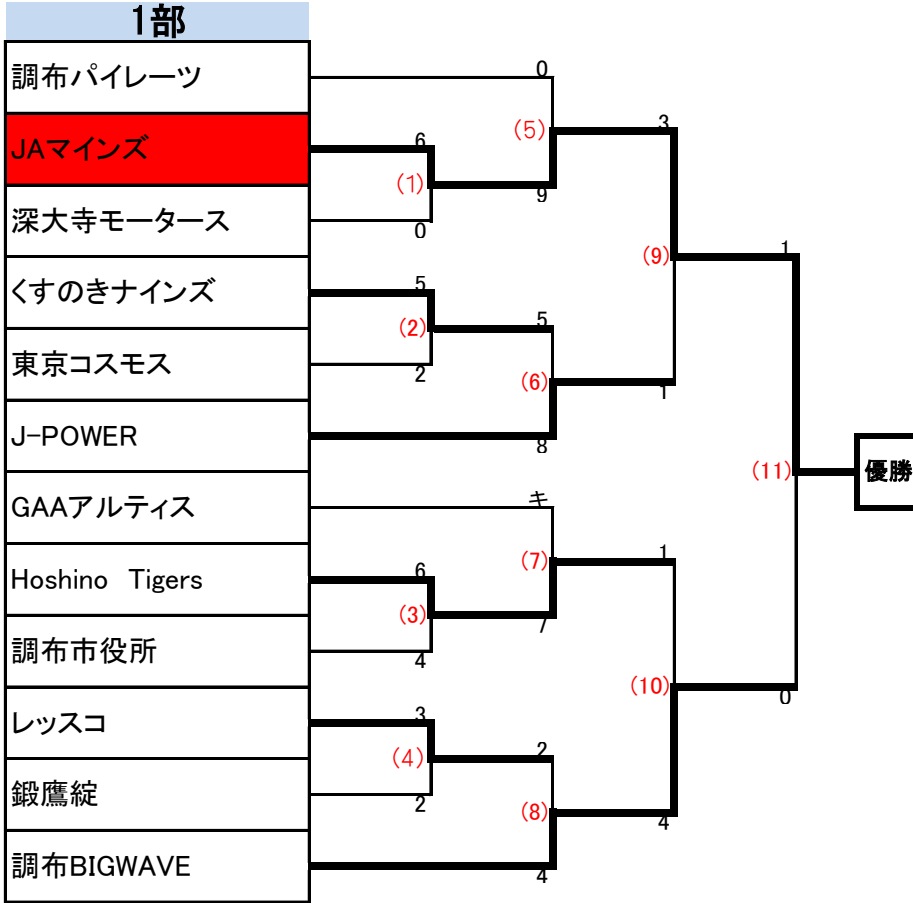 1部
調布パイレーツ
0
(5)
3
JAマインズ
6
(1)
9
深大寺モータース
0
(9)
1
くすのきナインズ
5
(2)
5
東京コスモス
2
(6)
1
J-POWER
8
(11)
優勝
GAAアルティス
キ
(7)
1
Hoshino Tigers
6
(3)
7
調布市役所
4
(10)
0
レッスコ
3
(4)
2
鍛鷹綻
2
(8)
4
調布BIGWAVE
4